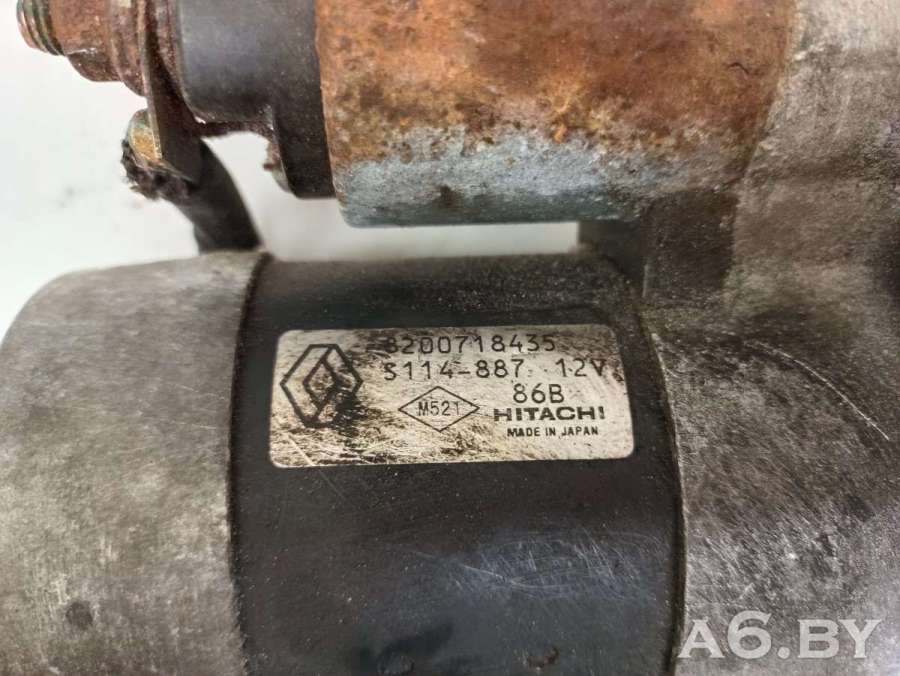 8200718435
S114-887 12V
86B
M521
HITACHI
MADE IN JAPAN
A6.BY